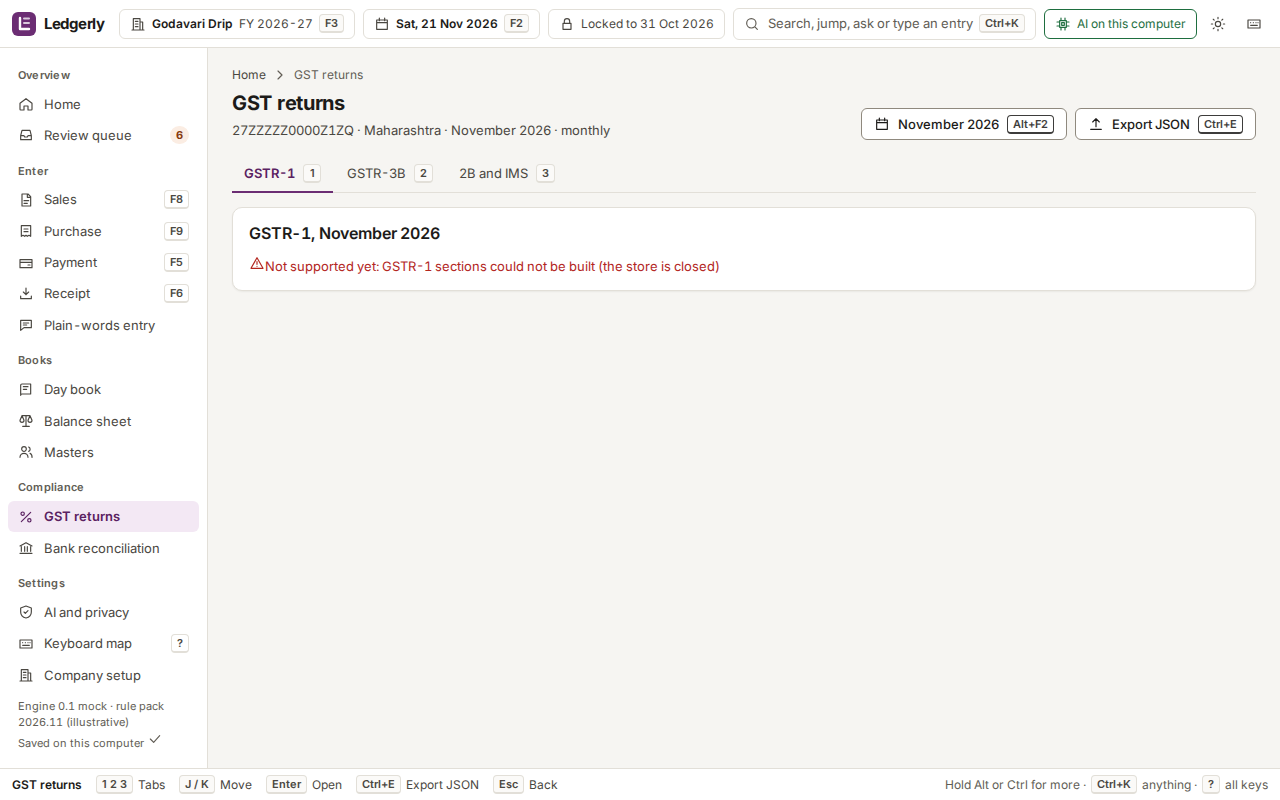 Ledgerly
Godavari Drip FY 2026-27 F3
Sat, 21 Nov 2026 F2
Locked to 31 Oct 2026
Search, jump, ask or type an entry Ctrl+K
AI on this computer
Overview
Home
Review queue 6
Enter
Sales F8
Purchase F9
Payment F5
Receipt F6
Plain-words entry
Books
Day book
Balance sheet
Masters
Compliance
GST returns
Bank reconciliation
Settings
AI and privacy
Keyboard map ?
Company setup
Engine 0.1 mock · rule pack
2026.11 (illustrative)
Saved on this computer
Home > GST returns
GST returns
27ZZZZZ0000Z1ZQ · Maharashtra · November 2026 · monthly
November 2026 Alt+F2
Export JSON Ctrl+E
GSTR-1 1
GSTR-3B 2
2B and IMS 3
GSTR-1, November 2026
Not supported yet: GSTR-1 sections could not be built (the store is closed)
GST returns 1 2 3 Tabs J / K Move Enter Open Ctrl+E Export JSON Esc Back
Hold Alt or Ctrl for more · Ctrl+K anything · ? all keys